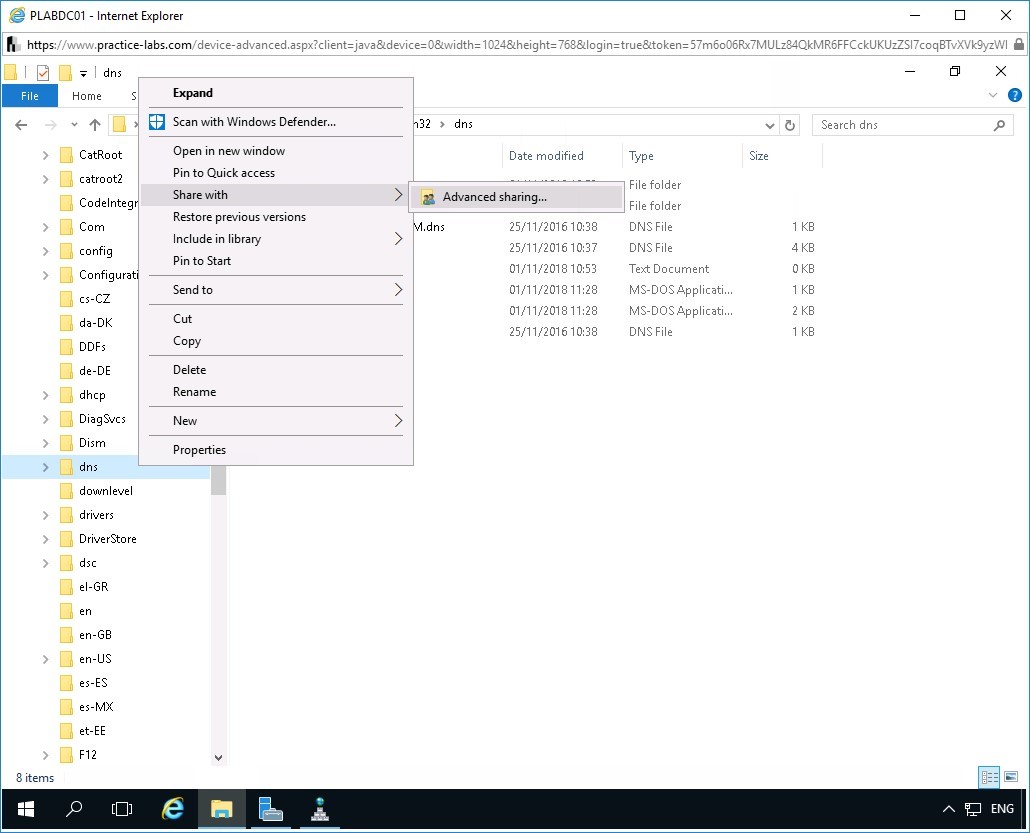 PLABDC01 - Internet Explorer
https://www.practice-labs.com/device-advanced.aspx?client=java&device=0&width=1024&height=768&login=true&token=57m6o06Rx7MULz84QkMR6FFCckUKUzZSI7coqBTvXVk9yzWl
dns
File
Home
S
32
dns
Search dns
Date modified
Type
Size
Expand
Scan with Windows Defender...
Open in new window
Pin to Quick access
Share with
Restore previous versions
Include in library
Pin to Start
Send to
Cut
Copy
Delete
Rename
New
Properties
Advanced sharing...
File folder
File folder
M.dns 25/11/2016 10:38 DNS File 1 KB
25/11/2016 10:37 DNS File 4 KB
01/11/2018 10:53 Text Document 0 KB
01/11/2018 11:28 MS-DOS Applicati... 1 KB
01/11/2018 11:28 MS-DOS Applicati... 2 KB
25/11/2016 10:38 DNS File 1 KB
CatRoot
catroot2
CodeIntegr
Com
config
Configurati
cs-CZ
da-DK
DDFs
de-DE
dhcp
DiagSvcs
Dism
dns
downlevel
drivers
DriverStore
dsc
el-GR
en
en-GB
en-US
es-ES
es-MX
et-EE
F12
8 items
ENG